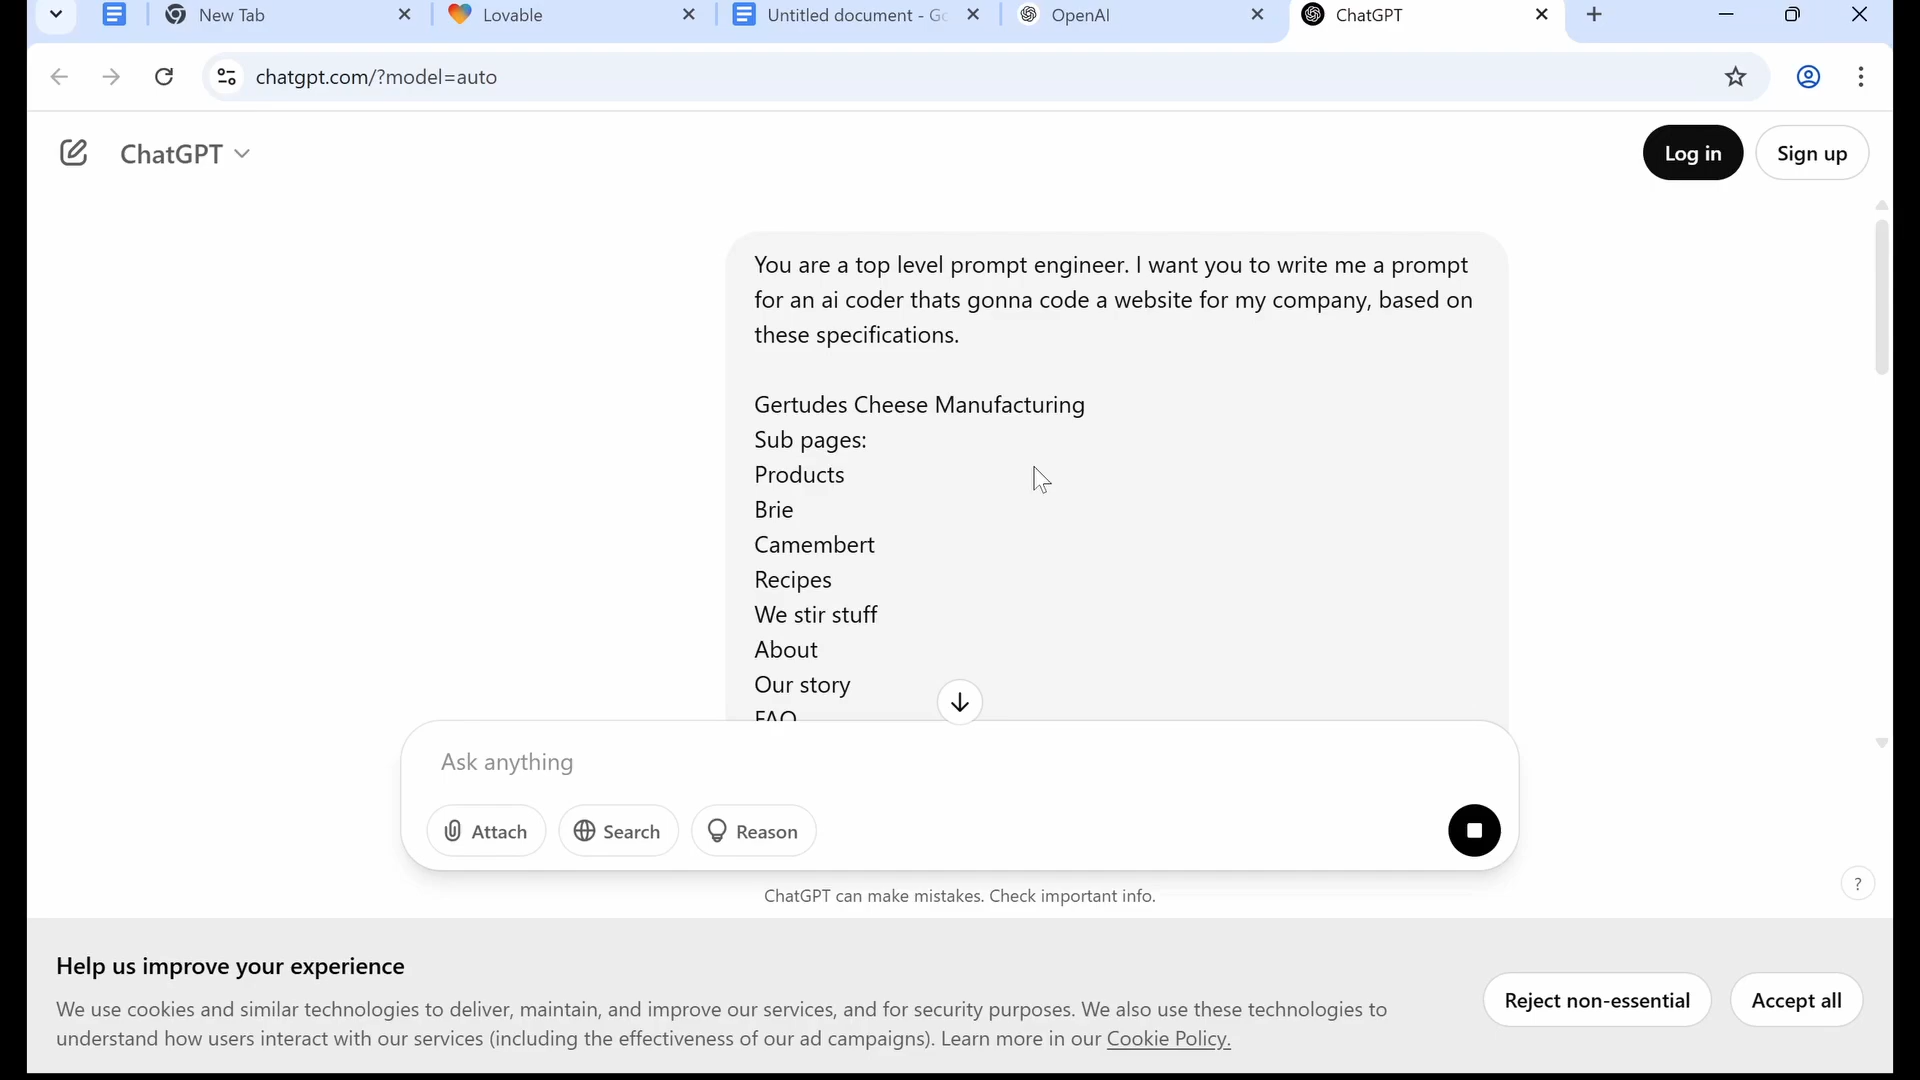 New Tab
Lovable
Untitled document - Go
OpenAI
ChatGPT
chatgpt.com/?model=auto
ChatGPT
Log in
Sign up
You are a top level prompt engineer. I want you to write me a prompt
for an ai coder thats gonna code a website for my company, based on
these specifications.
Gertudes Cheese Manufacturing
Sub pages:
Products
Brie
Camembert
Recipes
We stir stuff
About
Our story
FAQ
Ask anything
Attach
Search
Reason
ChatGPT can make mistakes. Check important info.
?
Help us improve your experience
We use cookies and similar technologies to deliver, maintain, and improve our services, and for security purposes. We also use these technologies to
understand how users interact with our services (including the effectiveness of our ad campaigns). Learn more in our Cookie Policy.
Reject non-essential
Accept all